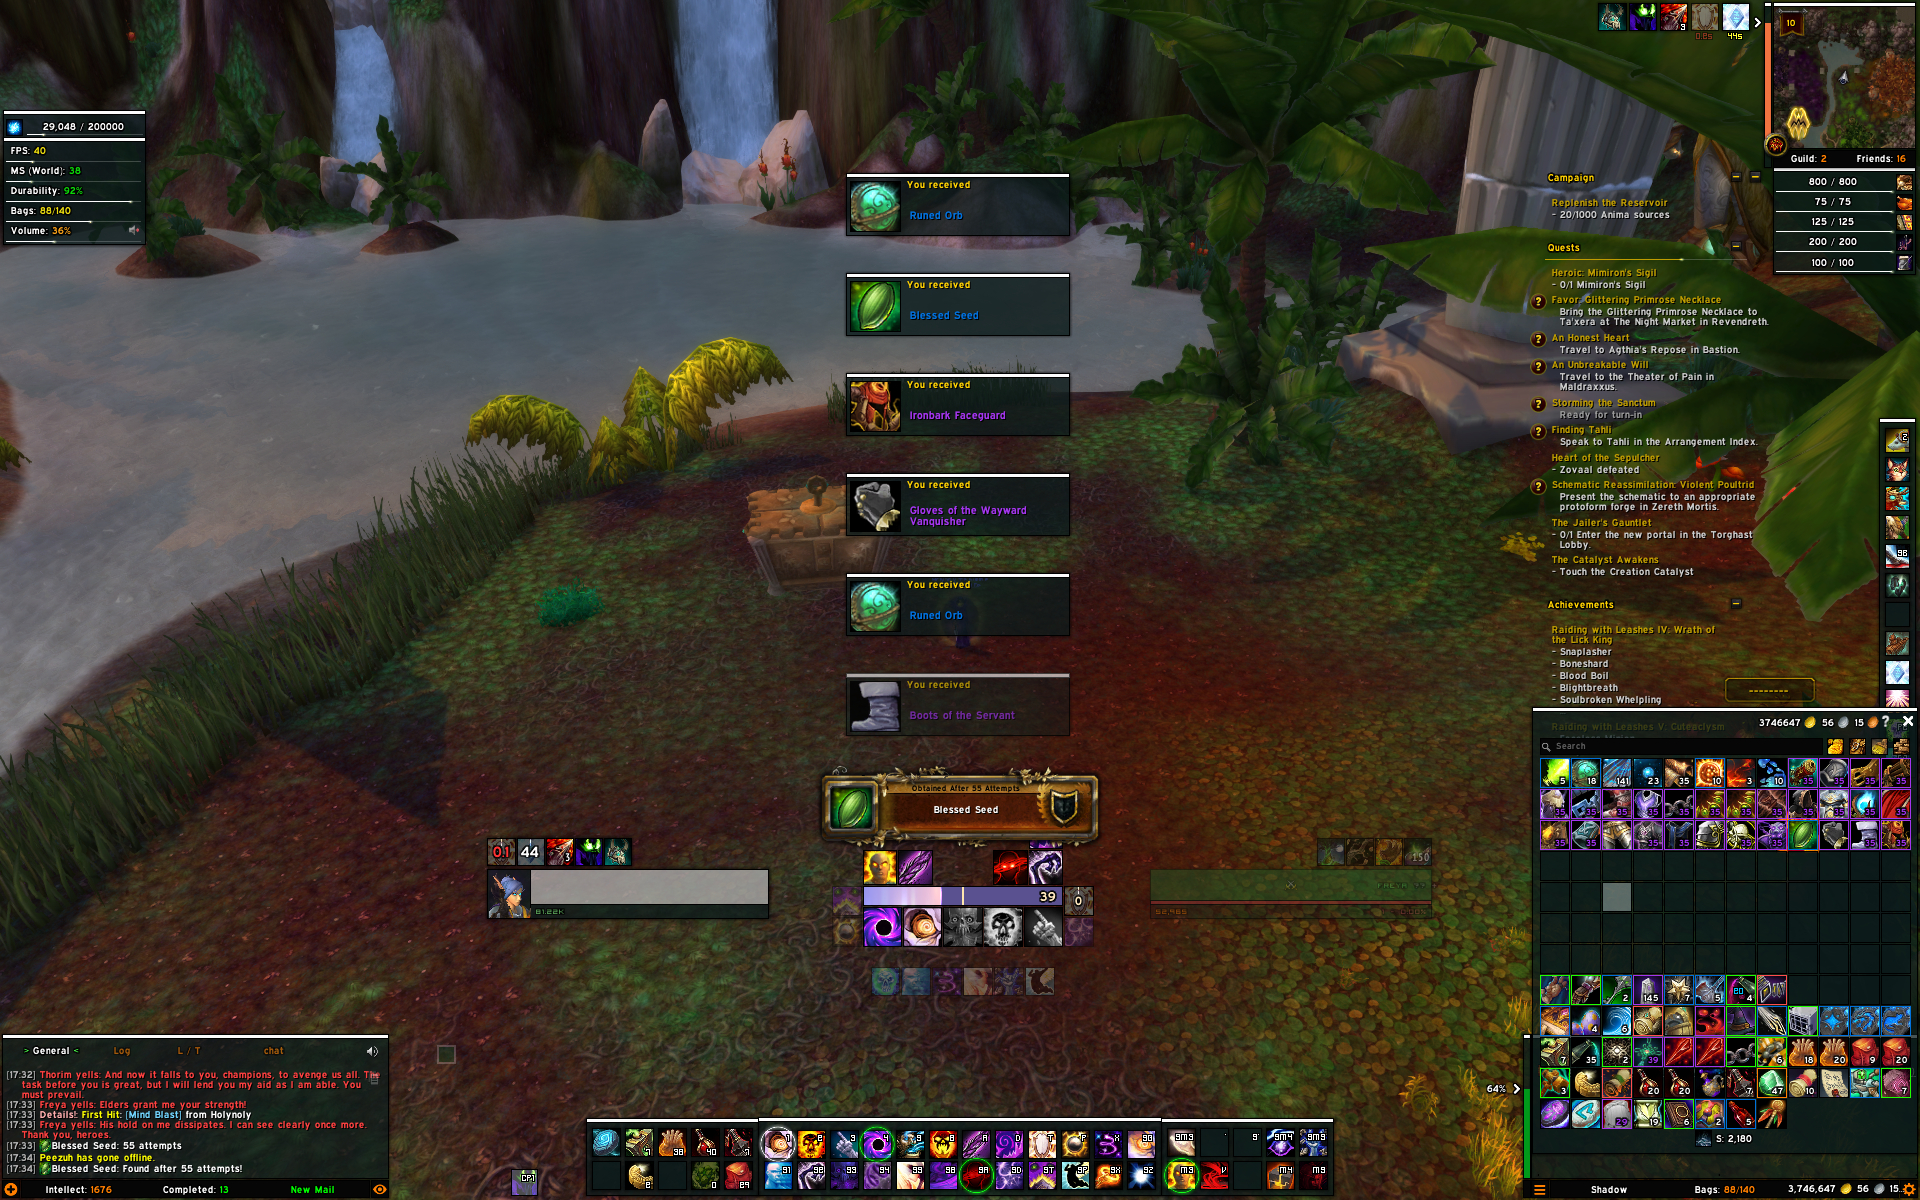 29,048 / 200000
FPS: 40
MS (World): 38
Durability: 92%
Bags: 88/140
Volume: 36%
You received
Runed Orb
You received
Blessed Seed
You received
Ironbark Faceguard
You received
Gloves of the Wayward
Vanquisher
You received
Runed Orb
You received
Boots of the Servant
Obtained After 55 Attempts
Blessed Seed
44s
10
Guild: 2 Friends: 16
800 / 800
75 / 75
125 / 125
200 / 200
100 / 100
Campaign
Replenish the Reservoir
- 20/1000 Anima sources
Quests
Heroic: Mimiron's Sigil
- 0/1 Mimiron's Sigil
Favor: Glittering Primrose Necklace
Bring the Glittering Primrose Necklace to
Ta'xera at The Night Market in Revendreth.
An Honest Heart
Travel to Agthia's Repose in Bastion.
An Unbreakable Will
Travel to the Theater of Pain in
Maldraxxus.
Storming the Sanctum
Ready for turn-in
Finding Tahli
Speak to Tahli in the Arrangement Index.
Heart of the Sepulcher
- Zovaal defeated
Schematic Reassimilation: Violent Poultrid
Present the schematic to an appropriate
protoform forge in Zereth Mortis.
The Jailer's Gauntlet
- 0/1 Enter the new portal in the Torghast
Lobby.
The Catalyst Awakens
- Touch the Creation Catalyst
Achievements
Raiding with Leashes IV: Wrath of
the Lick King
- Snaplasher
- Boneshard
- Blood Boil
- Blightbreath
- Soulbroken Whelpling
Raiding with Leashes V: Cuteaclysm
3746647 56 15
Search
S: 2,180
0.1 44 3
81.22K
39
0
150
64%
> General < Log L / T chat
[17:32] Thorim yells: And now it falls to you, champions, to avenge us all. The
task before you is great, but I will lend you my aid as I am able. You
must prevail.
[17:33] Freya yells: Elders grant me your strength!
[17:33] Details!: First Hit: [Mind Blast] from Holynoly
[17:33] Freya yells: His hold on me dissipates. I can see clearly once more.
Thank you, heroes.
[17:33] Blessed Seed: 55 attempts
[17:34] Peezuh has gone offline.
[17:34] Blessed Seed: Found after 55 attempts!
Intellect: 1676 Completed: 13 New Mail
CP1
Shadow Bags: 88/140 3,746,647 56 15..